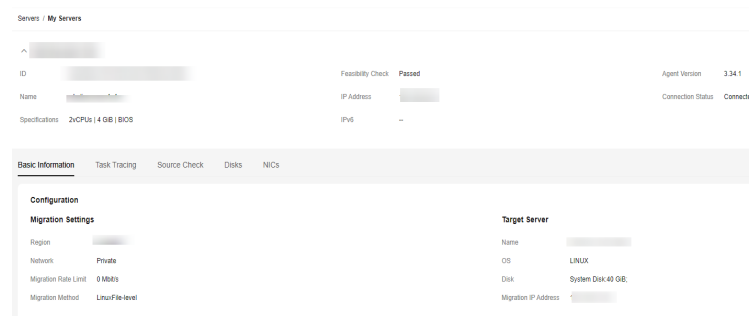 Servers / My Servers
ID
Feasibility Check Passed
Agent Version 3.34.1
Name
IP Address
Connection Status
Specifications 2vCPUs | 4 GiB | BIOS
IPv6 --
Basic Information Task Tracing Source Check Disks NICs
Configuration
Migration Settings
Target Server
Region
Name
Network Private
OS LINUX
Migration Rate Limit 0 Mbit/s
Disk System Disk:40 GiB;
Migration Method LinuxFile-level
Migration IP Address